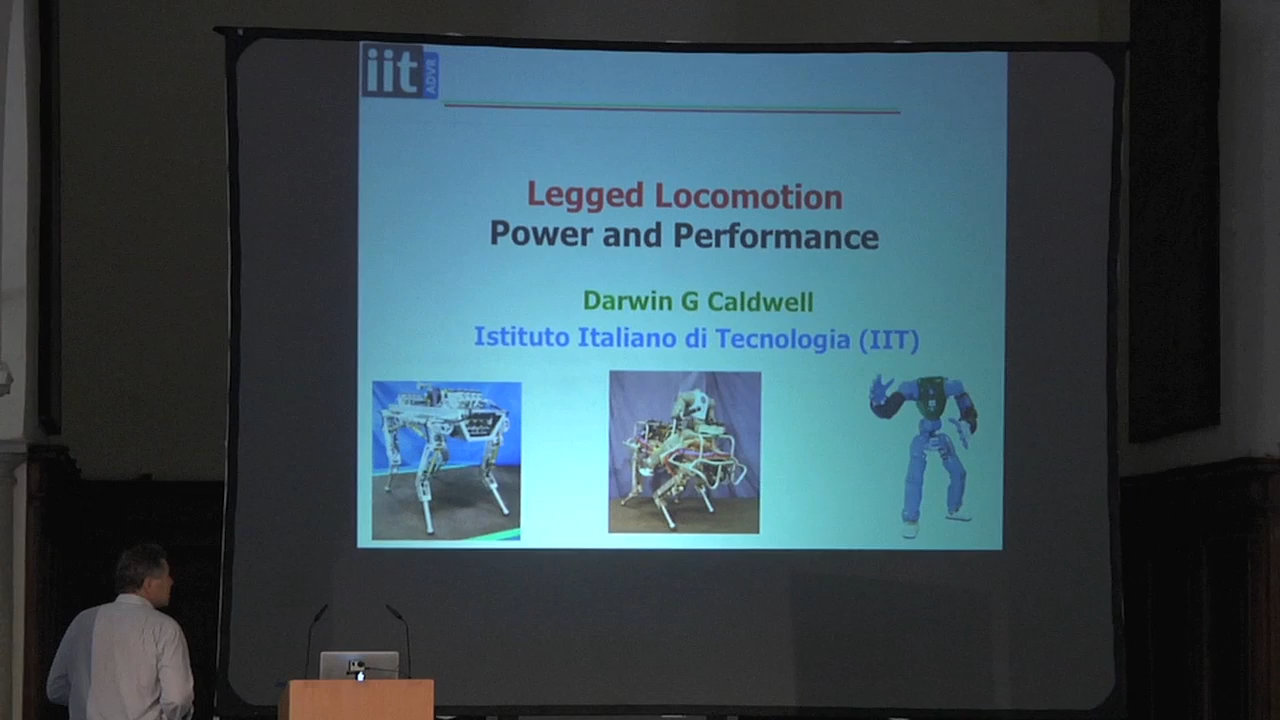 iit
ADVR
Legged Locomotion
Power and Performance
Darwin G Caldwell
Istituto Italiano di Tecnologia (IIT)